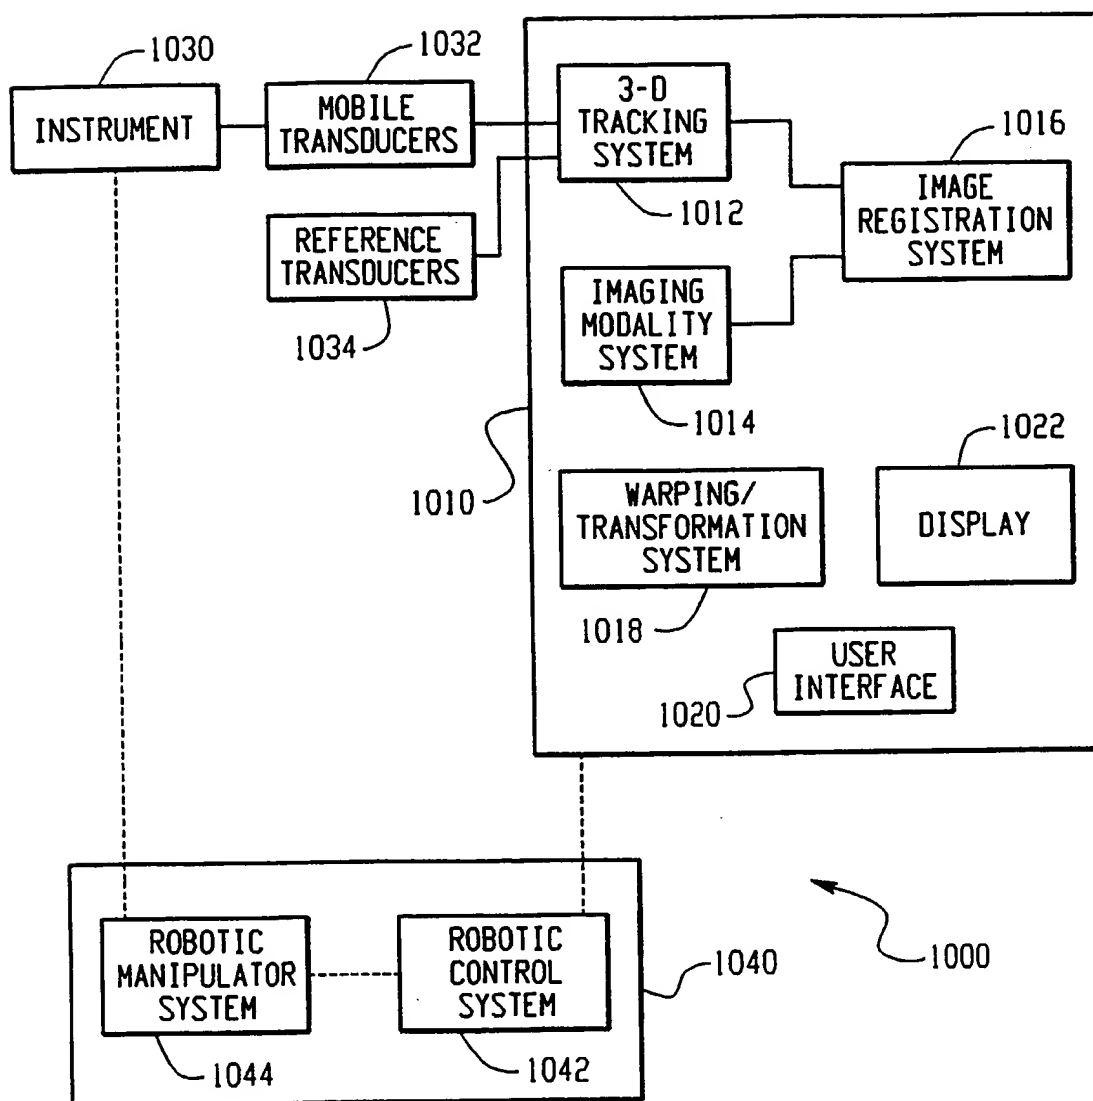 1030
INSTRUMENT
1032
MOBILE
TRANSDUCERS
REFERENCE
TRANSDUCERS
1034
3-D
TRACKING
SYSTEM
1012
1016
IMAGE
REGISTRATION
SYSTEM
IMAGING
MODALITY
SYSTEM
1014
1010
WARPING/
TRANSFORMATION
SYSTEM
1018
1022
DISPLAY
USER
INTERFACE
1020
ROBOTIC
MANIPULATOR
SYSTEM
1044
ROBOTIC
CONTROL
SYSTEM
1042
1040
1000